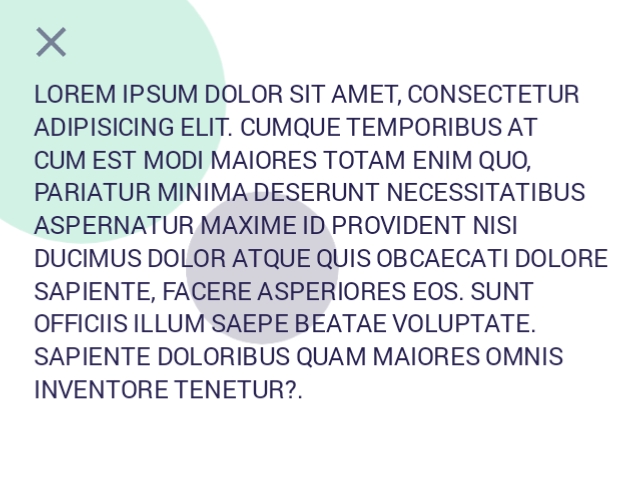 LOREM IPSUM DOLOR SIT AMET, CONSECTETUR
ADIPISICING ELIT. CUMQUE TEMPORIBUS AT
CUM EST MODI MAIORES TOTAM ENIM QUO,
PARIATUR MINIMA DESERUNT NECESSITATIBUS
ASPERNATUR MAXIME ID PROVIDENT NISI
DUCIMUS DOLOR ATQUE QUIS OBCAECATI DOLORE
SAPIENTE, FACERE ASPERIORES EOS. SUNT
OFFICIIS ILLUM SAEPE BEATAE VOLUPTATE.
SAPIENTE DOLORIBUS QUAM MAIORES OMNIS
INVENTORE TENETUR?.